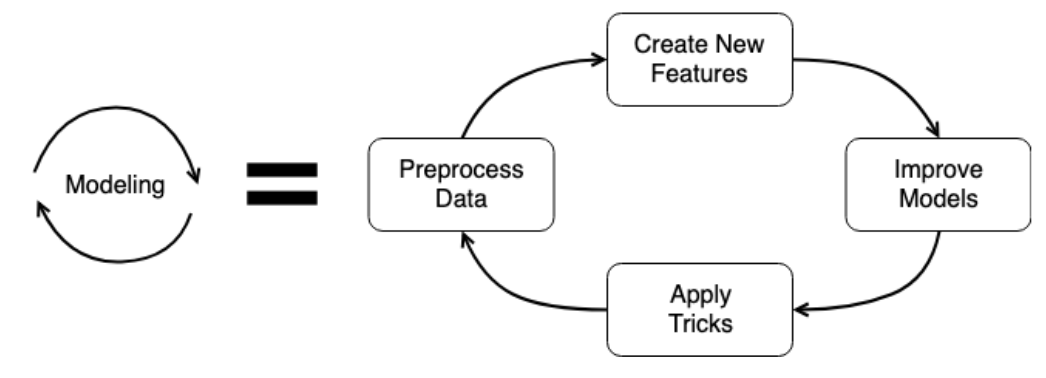 Modeling
Create New
Features
Preprocess
Data
Improve
Models
Apply
Tricks